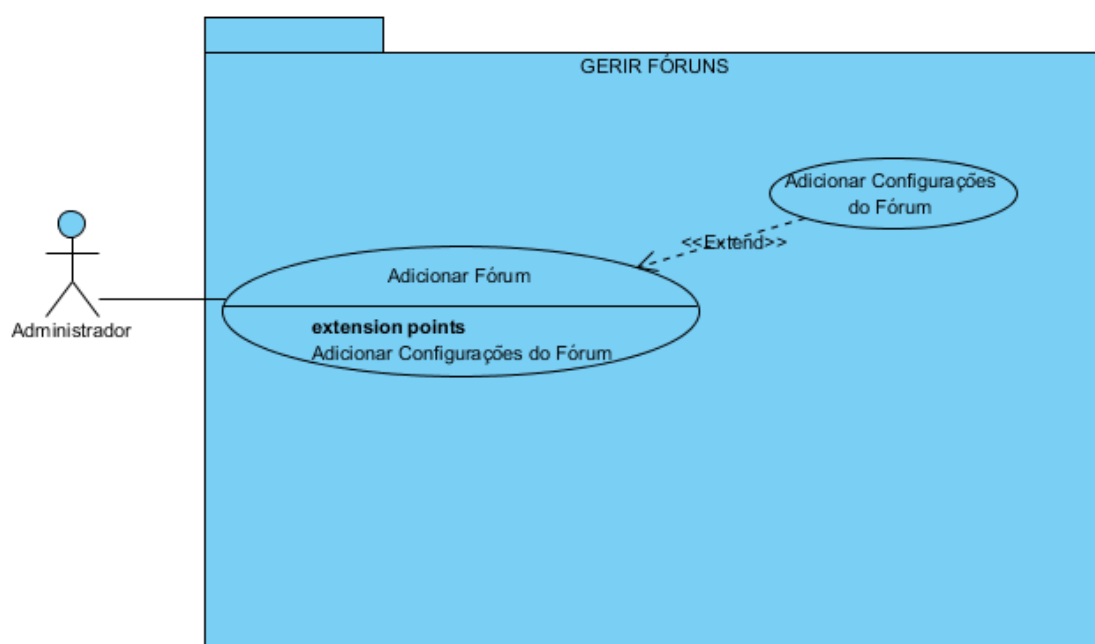 GERIR FÓRUNS
Adicionar Configurações
do Fórum
<<Extend>>
Adicionar Fórum
extension points
Adicionar Configurações do Fórum
Administrador